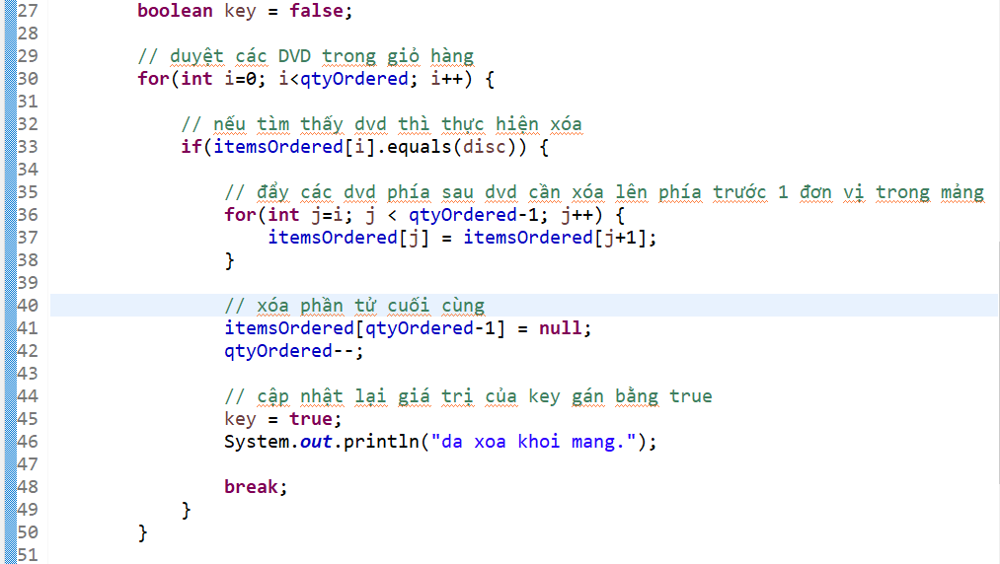 27 boolean key = false;
28
29 // duyệt các DVD trong giỏ hàng
30 for(int i=0; i<qtyOrdered; i++) {
31
32 // nếu tìm thấy dvd thì thực hiện xóa
33 if(itemsOrdered[i].equals(disc)) {
34
35 // đẩy các dvd phía sau dvd cần xóa lên phía trước 1 đơn vị trong mảng
36 for(int j=i; j < qtyOrdered-1; j++) {
37 itemsOrdered[j] = itemsOrdered[j+1];
38 }
39
40 // xóa phần tử cuối cùng
41 itemsOrdered[qtyOrdered-1] = null;
42 qtyOrdered--;
43
44 // cập nhật lại giá trị của key gán bằng true
45 key = true;
46 System.out.println("da xoa khoi mang.");
47
48 break;
49 }
50 }
51